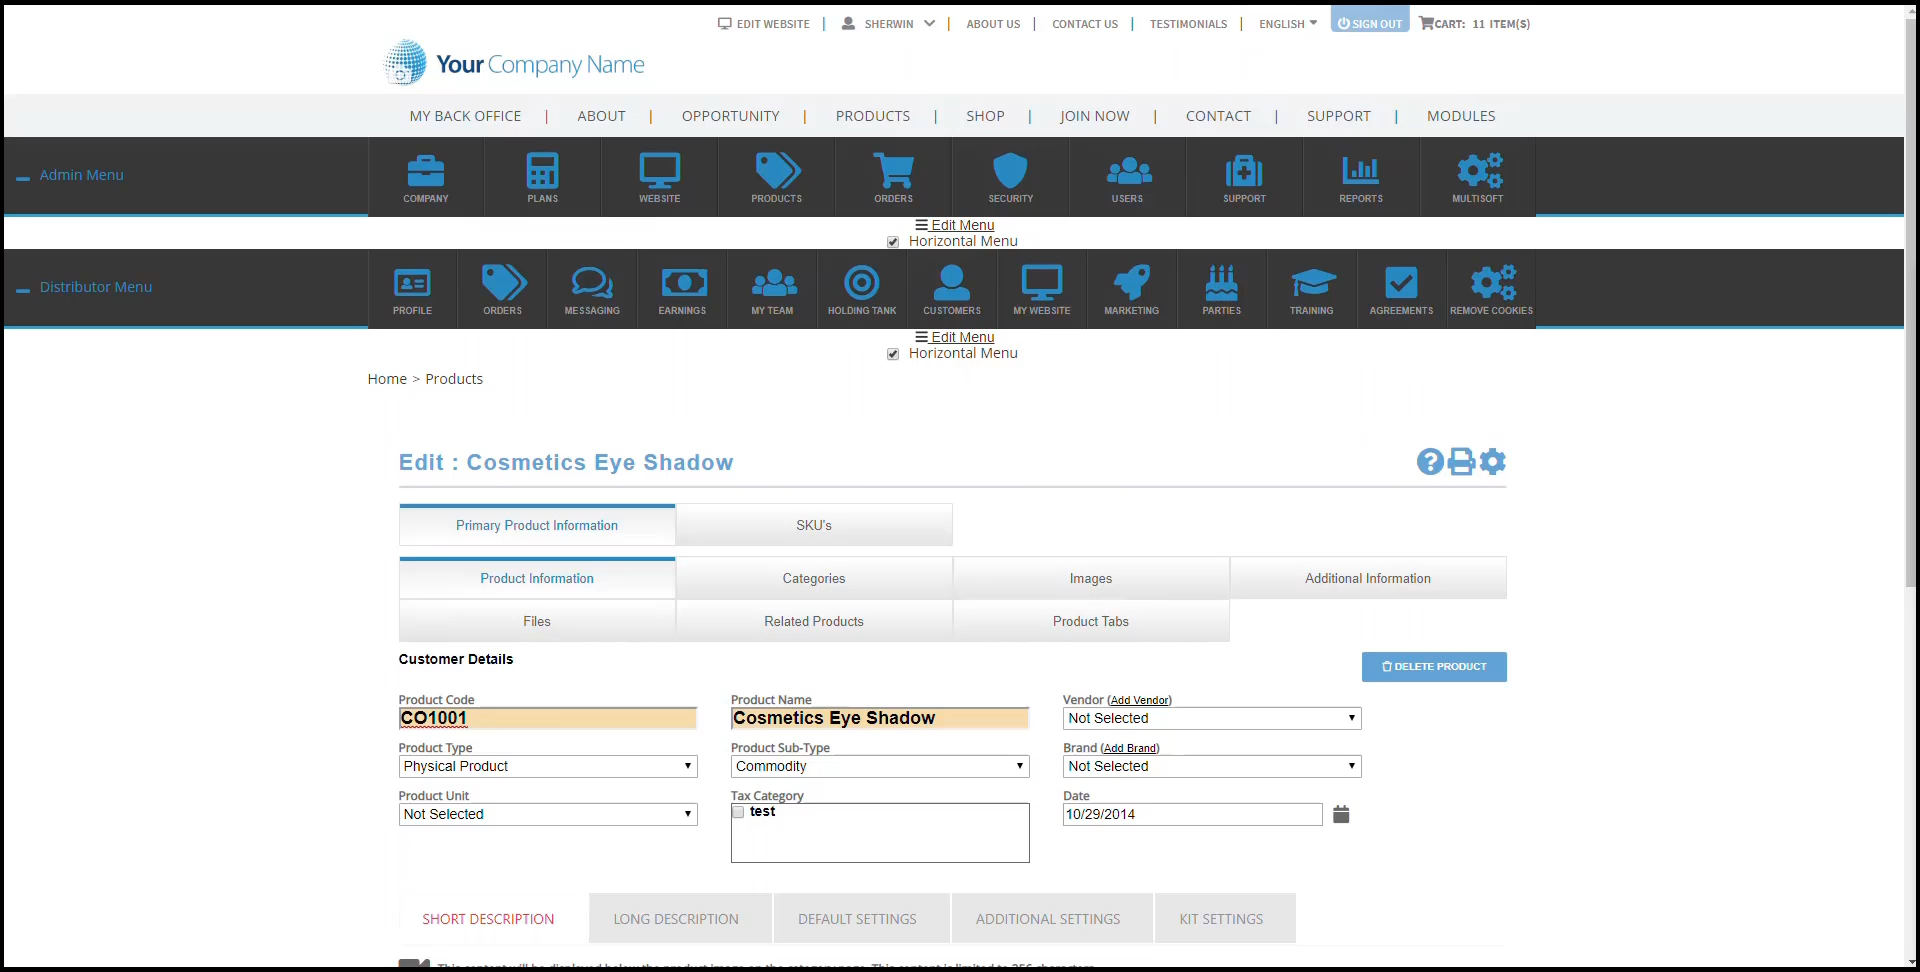 EDIT WEBSITE | SHERWIN | ABOUT US | CONTACT US | TESTIMONIALS | ENGLISH SIGN OUT CART: 11 ITEM(S)
Your Company Name
MY BACK OFFICE | ABOUT | OPPORTUNITY | PRODUCTS | SHOP | JOIN NOW | CONTACT | SUPPORT | MODULES
Admin Menu
COMPANY PLANS WEBSITE PRODUCTS ORDERS SECURITY USERS SUPPORT REPORTS MULTISOFT
Edit Menu
Horizontal Menu
Distributor Menu
PROFILE ORDERS MESSAGING EARNINGS MY TEAM HOLDING TANK CUSTOMERS MY WEBSITE MARKETING PARTIES TRAINING AGREEMENTS REMOVE COOKIES
Edit Menu
Horizontal Menu
Home > Products
Edit : Cosmetics Eye Shadow
Primary Product Information SKU's
Product Information Categories Images Additional Information
Files Related Products Product Tabs
Customer Details
DELETE PRODUCT
Product Code Product Name Vendor (Add Vendor)
CO1001 Cosmetics Eye Shadow Not Selected
Product Type Product Sub-Type Brand (Add Brand)
Physical Product Commodity Not Selected
Product Unit Tax Category Date
Not Selected test 10/29/2014
SHORT DESCRIPTION LONG DESCRIPTION DEFAULT SETTINGS ADDITIONAL SETTINGS KIT SETTINGS